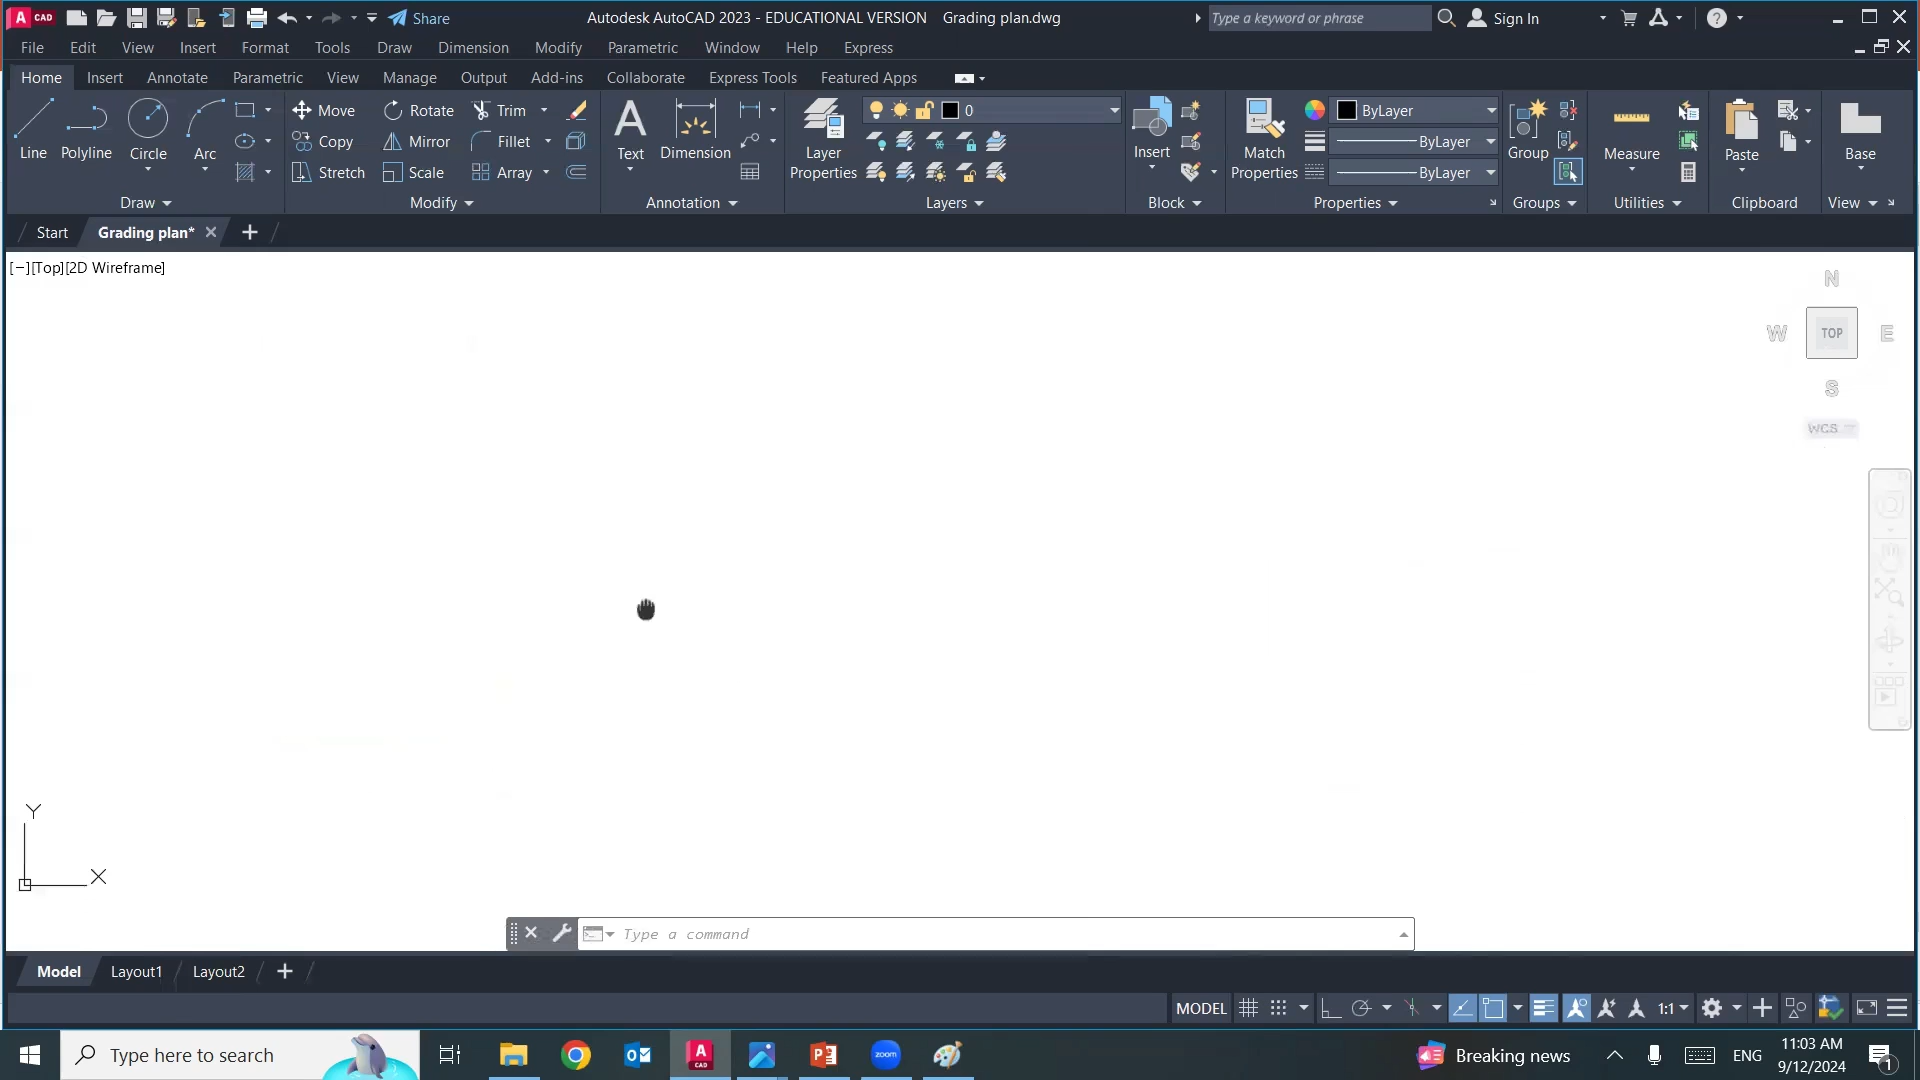 A CAD Share Autodesk AutoCAD 2023 - EDUCATIONAL VERSION Grading plan.dwg Type a keyword or phrase Sign In
File Edit View Insert Format Tools Draw Dimension Modify Parametric Window Help Express
Home Insert Annotate Parametric View Manage Output Add-ins Collaborate Express Tools Featured Apps
Line Polyline Circle Arc
Move Rotate Trim
Copy Mirror Fillet
Stretch Scale Array
Text Dimension
Layer Properties
0
Insert
Match Properties
ByLayer
ByLayer
ByLayer
Group Measure Paste Base
Draw Modify Annotation Layers Block Properties Groups Utilities Clipboard View
Start Grading plan*
[−][Top][2D Wireframe]
N
W TOP E
S
WCS
Y
X
Type a command
Model Layout1 Layout2
MODEL 1:1
Type here to search A CAD zoom Breaking news ENG 11:03 AM
9/12/2024 1